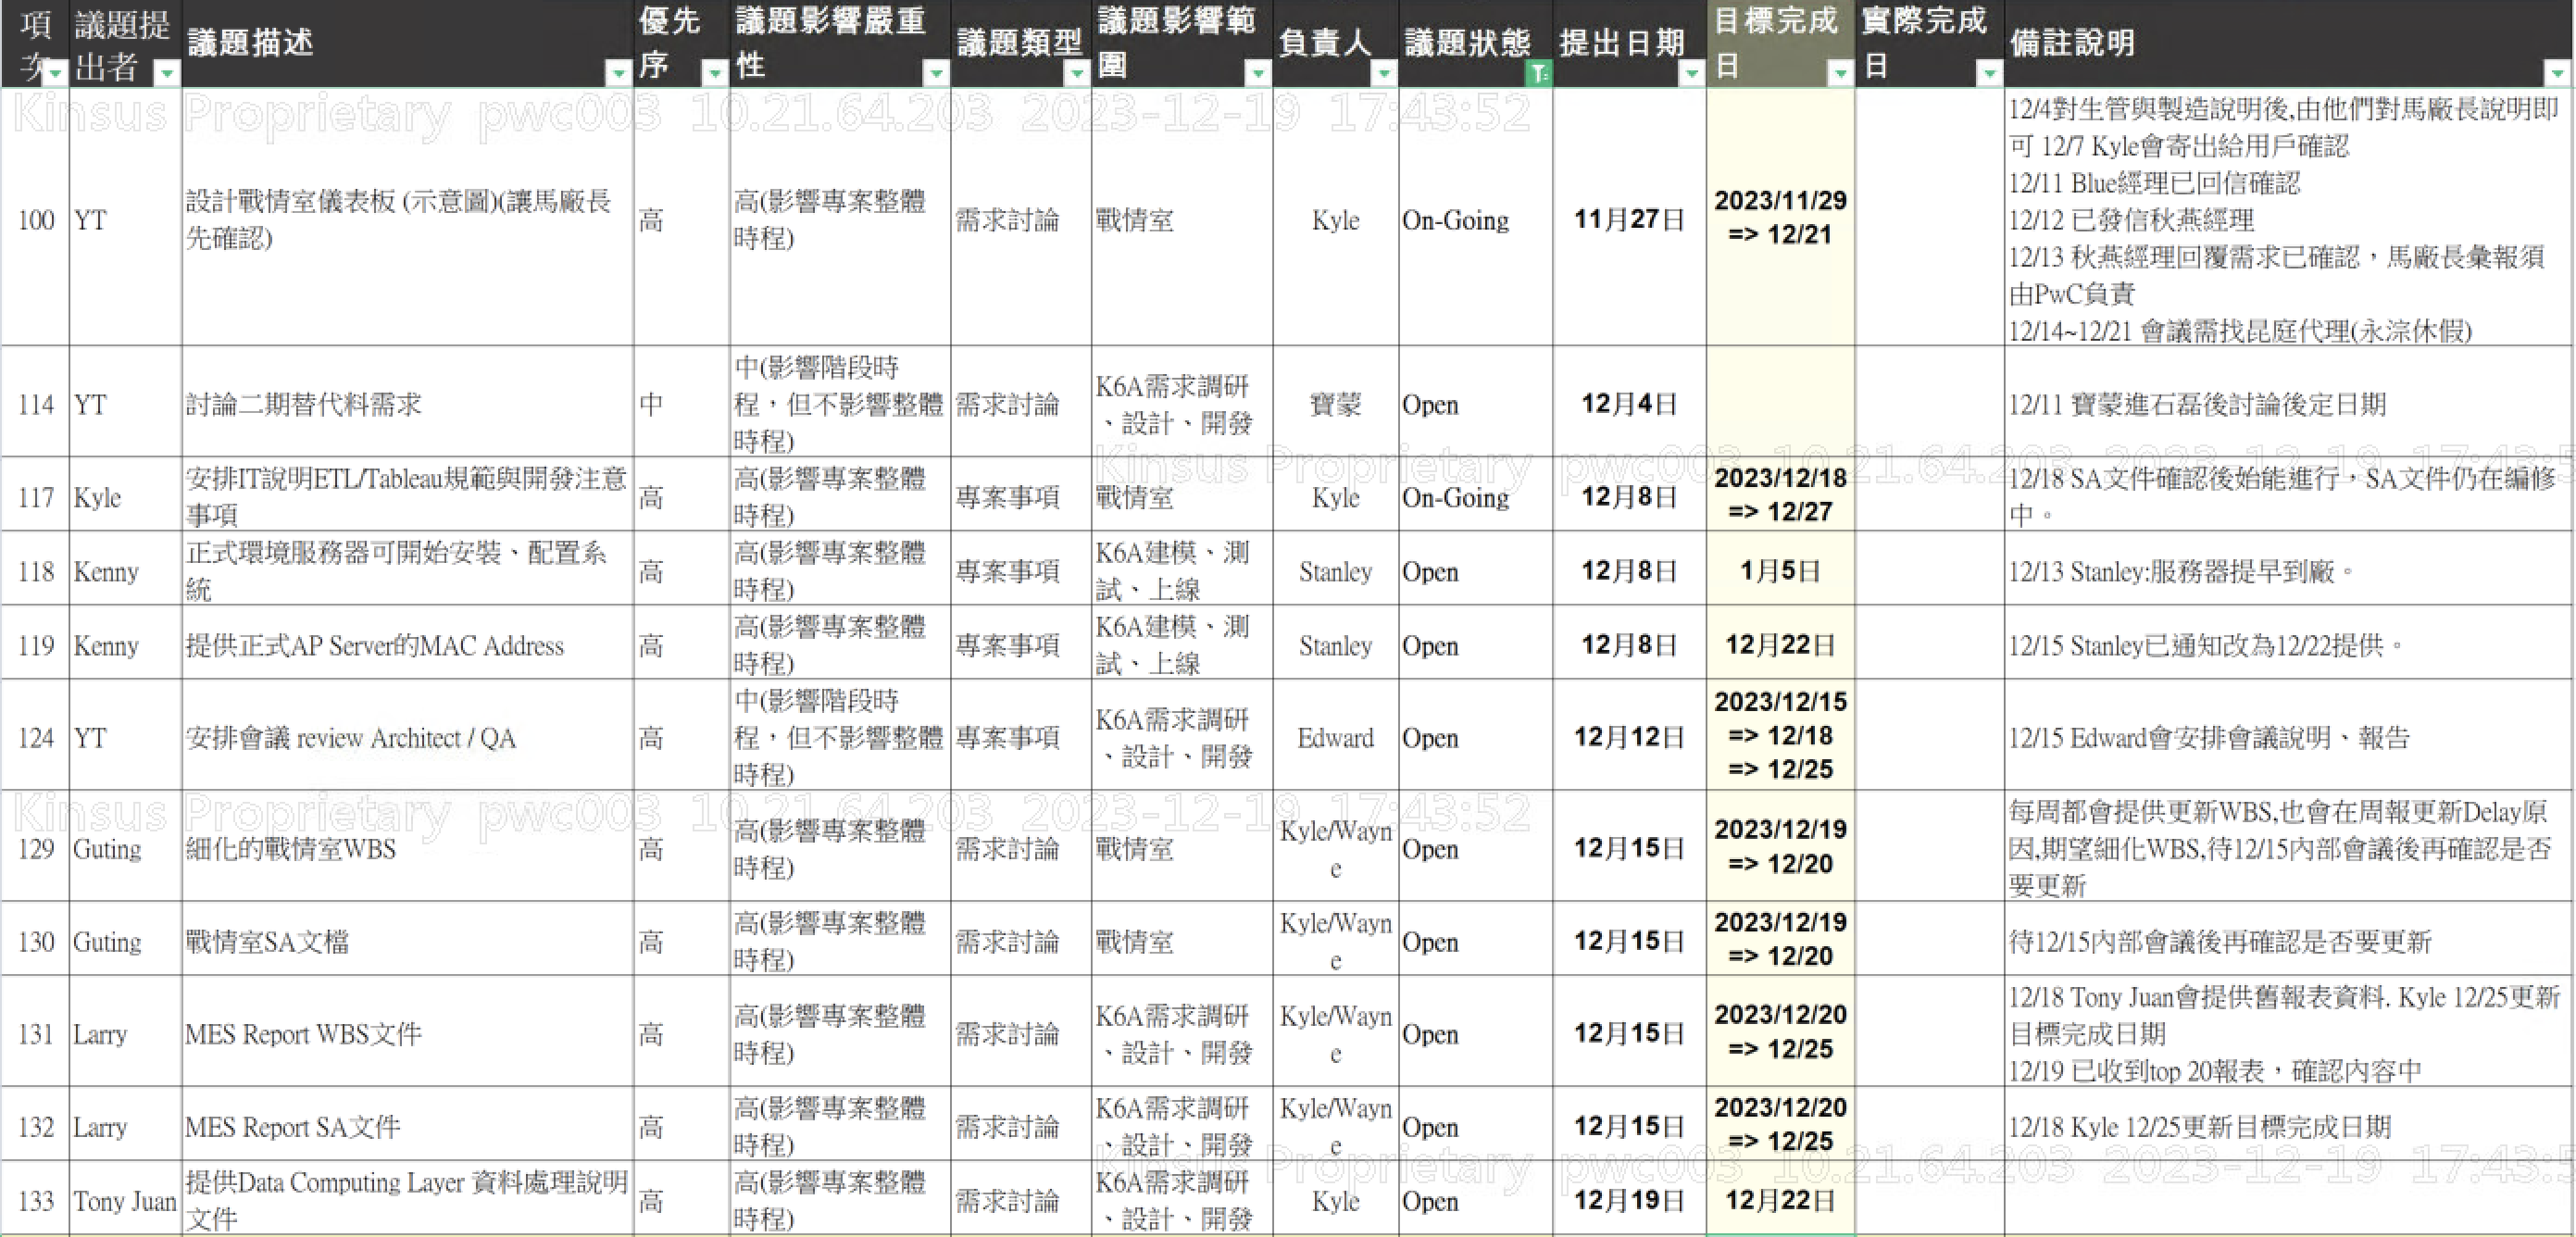 項次 議題提出者 議題描述 優先序 議題影響嚴重性 議題類型 議題影響範圍 負責人 議題狀態 提出日期 目標完成日 實際完成日 備註說明
Kinsus Proprietary pwc003 10.21.64.203 2023-12-19 17:43:52
100 YT 設計戰情室儀表板 (示意圖)(讓馬廠長先確認) 高 高(影響專案整體時程) 需求討論 戰情室 Kyle On-Going 11月27日 2023/11/29 => 12/21
12/4對生管與製造說明後,由他們對馬廠長說明即可 12/7 Kyle會寄出給用戶確認
12/11 Blue經理已回信確認
12/12 已發信秋燕經理
12/13 秋燕經理回覆需求已確認，馬廠長彙報須由PwC負責
12/14~12/21 會議需找昆庭代理(永淙休假)
114 YT 討論二期替代料需求 中 中(影響階段時程，但不影響整體時程) 需求討論 K6A需求調研、設計、開發 寶蒙 Open 12月4日 12/11 寶蒙進石磊後討論後定日期
Kinsus Proprietary pwc003 10.21.64.203 2023-12-19 17:43:5
117 Kyle 安排IT說明ETL/Tableau規範與開發注意事項 高 高(影響專案整體時程) 專案事項 戰情室 Kyle On-Going 12月8日 2023/12/18 => 12/27 12/18 SA文件確認後始能進行，SA文件仍在編修中。
118 Kenny 正式環境服務器可開始安裝、配置系統 高 高(影響專案整體時程) 專案事項 K6A建模、測試、上線 Stanley Open 12月8日 1月5日 12/13 Stanley:服務器提早到廠。
119 Kenny 提供正式AP Server的MAC Address 高 高(影響專案整體時程) 專案事項 K6A建模、測試、上線 Stanley Open 12月8日 12月22日 12/15 Stanley已通知改為12/22提供。
124 YT 安排會議 review Architect / QA 高 中(影響階段時程，但不影響整體時程) 專案事項 K6A需求調研、設計、開發 Edward Open 12月12日 2023/12/15 => 12/18 => 12/25 12/15 Edward會安排會議說明、報告
Kinsus Proprietary pwc003 10.21.64.203 2023-12-19 17:43:52
129 Guting 細化的戰情室WBS 高 高(影響專案整體時程) 需求討論 戰情室 Kyle/Wayne Open 12月15日 2023/12/19 => 12/20 每周都會提供更新WBS,也會在周報更新Delay原因,期望細化WBS,待12/15內部會議後再確認是否要更新
130 Guting 戰情室SA文檔 高 高(影響專案整體時程) 需求討論 戰情室 Kyle/Wayne Open 12月15日 2023/12/19 => 12/20 待12/15內部會議後再確認是否要更新
131 Larry MES Report WBS文件 高 高(影響專案整體時程) 需求討論 K6A需求調研、設計、開發 Kyle/Wayne Open 12月15日 2023/12/20 => 12/25 12/18 Tony Juan會提供舊報表資料. Kyle 12/25更新目標完成日期
12/19 已收到top 20報表，確認內容中
132 Larry MES Report SA文件 高 高(影響專案整體時程) 需求討論 K6A需求調研、設計、開發 Kyle/Wayne Open 12月15日 2023/12/20 => 12/25 12/18 Kyle 12/25更新目標完成日期
Kinsus Proprietary pwc003 10.21.64.203 2023-12-19 17:43:5
133 Tony Juan 提供Data Computing Layer 資料處理說明文件 高 高(影響專案整體時程) 需求討論 K6A需求調研、設計、開發 Kyle Open 12月19日 12月22日